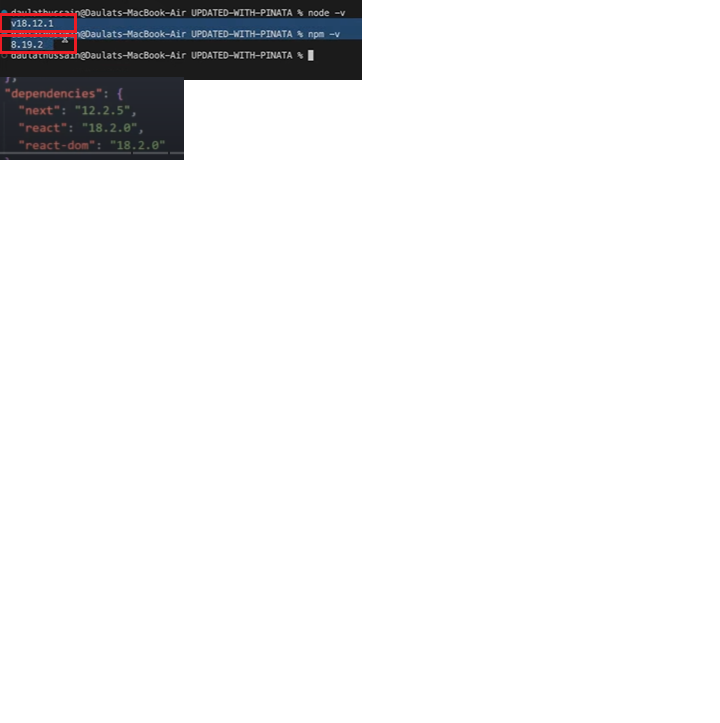 daulathussain@Daulats-MacBook-Air UPDATED-WITH-PINATA % node -v
v18.12.1
daulathussain@Daulats-MacBook-Air UPDATED-WITH-PINATA % npm -v
8.19.2
daulathussain@Daulats-MacBook-Air UPDATED-WITH-PINATA %
},
"dependencies": {
"next": "12.2.5",
"react": "18.2.0",
"react-dom": "18.2.0"
}